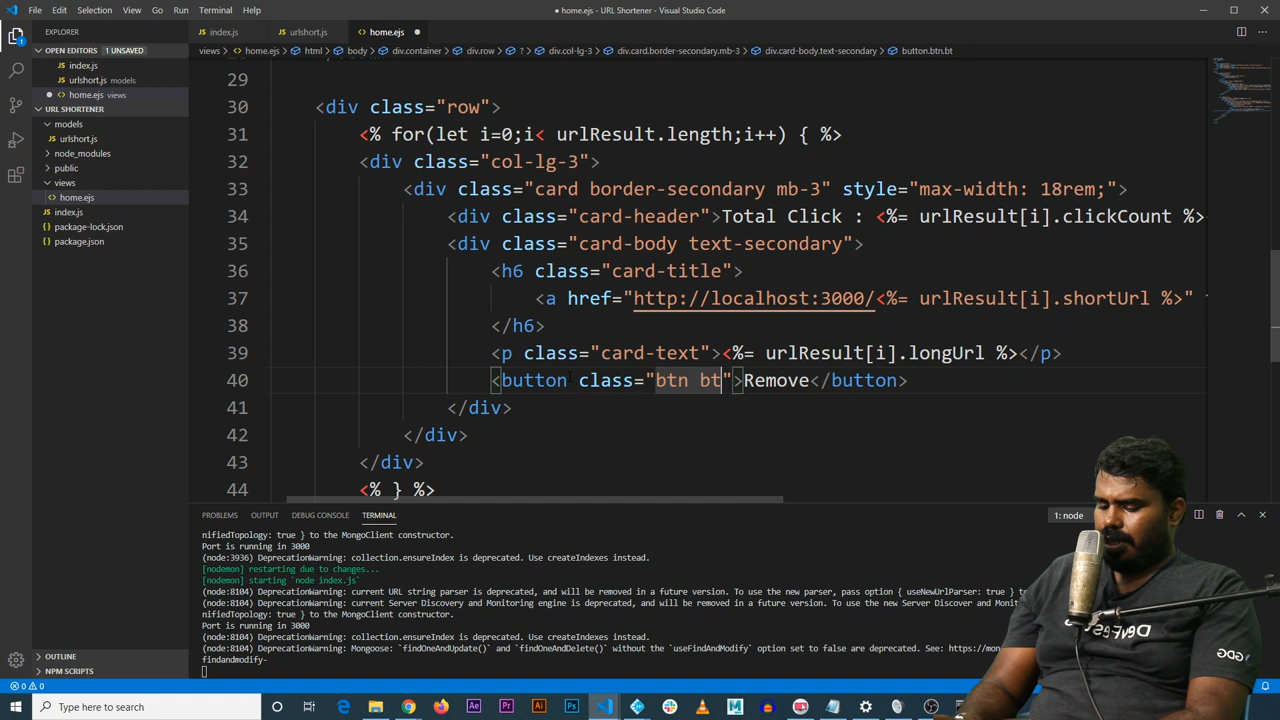 File Edit Selection View Go Run Terminal Help
● home.ejs - URL Shortener - Visual Studio Code
EXPLORER
index.js urlshort.js home.ejs ●
OPEN EDITORS 1 UNSAVED
index.js
urlshort.js models
● home.ejs views
URL SHORTENER
models
urlshort.js
node_modules
public
views
home.ejs
index.js
package-lock.json
package.json
OUTLINE
NPM SCRIPTS
views > home.ejs > html > body > div.container > div.row > ? > div.col-lg-3 > div.card.border-secondary.mb-3 > div.card-body.text-secondary > button.btn.bt
29
30 <div class="row">
31 <% for(let i=0;i< urlResult.length;i++) { %>
32 <div class="col-lg-3">
33 <div class="card border-secondary mb-3" style="max-width: 18rem;">
34 <div class="card-header">Total Click : <%= urlResult[i].clickCount %>
35 <div class="card-body text-secondary">
36 <h6 class="card-title">
37 <a href="http://localhost:3000/<%= urlResult[i].shortUrl %>"
38 </h6>
39 <p class="card-text"><%= urlResult[i].longUrl %></p>
40 <button class="btn bt">Remove</button>
41 </div>
42 </div>
43 </div>
44 <% } %>
PROBLEMS OUTPUT DEBUG CONSOLE TERMINAL
1: node
nifiedTopology: true } to the MongoClient constructor.
Port is running in 3000
(node:3936) DeprecationWarning: collection.ensureIndex is deprecated. Use createIndexes instead.
[nodemon] restarting due to changes...
[nodemon] starting `node index.js`
(node:8104) DeprecationWarning: current URL string parser is deprecated, and will be removed in a future version. To use the new parser, pass option { useNewUrlParser: true } to
(node:8104) DeprecationWarning: current Server Discovery and Monitoring engine is deprecated, and will be removed in a future version. To use the new Server Discover and Monitor
nifiedTopology: true } to the MongoClient constructor.
Port is running in 3000
(node:8104) DeprecationWarning: collection.ensureIndex is deprecated. Use createIndexes instead.
(node:8104) DeprecationWarning: Mongoose: `findOneAndUpdate()` and `findOneAndDelete()` without the `useFindAndModify` option set to false are deprecated. See: https://mon
findandmodify-
0 0
DevFest
GDG
Type here to search
Ae Pr Ai Ps